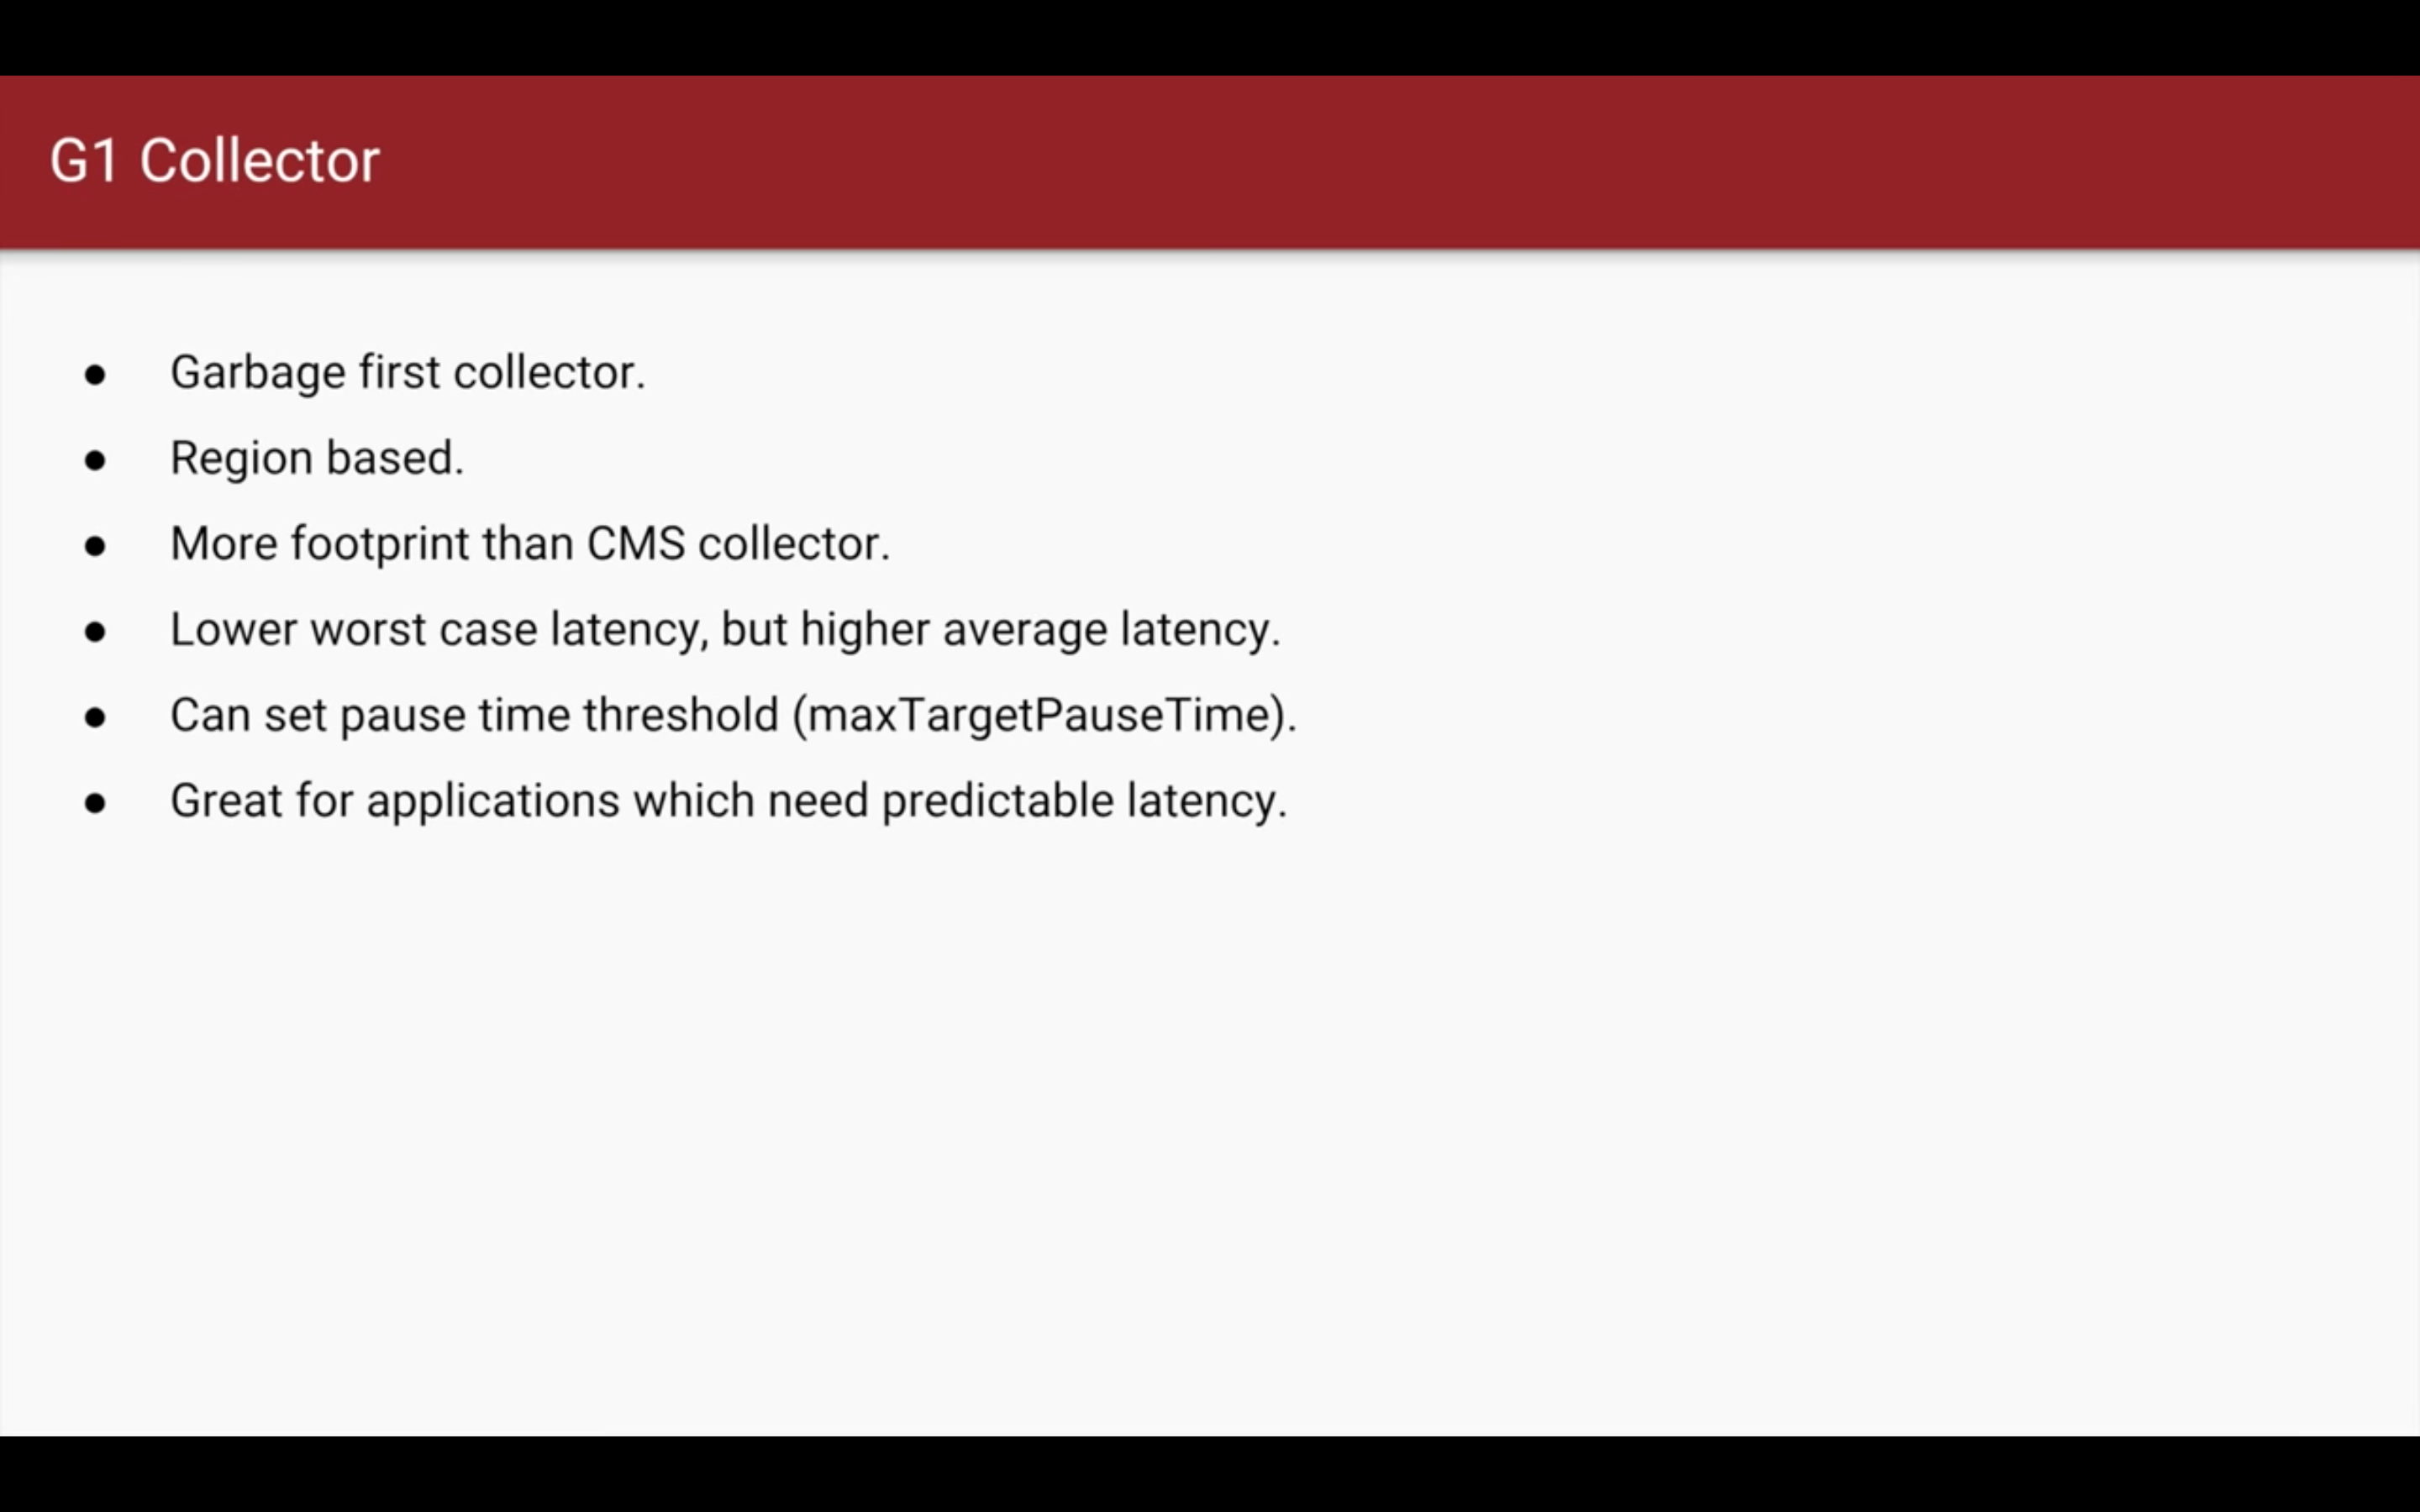 G1 Collector
● Garbage first collector.
● Region based.
● More footprint than CMS collector.
● Lower worst case latency, but higher average latency.
● Can set pause time threshold (maxTargetPauseTime).
● Great for applications which need predictable latency.